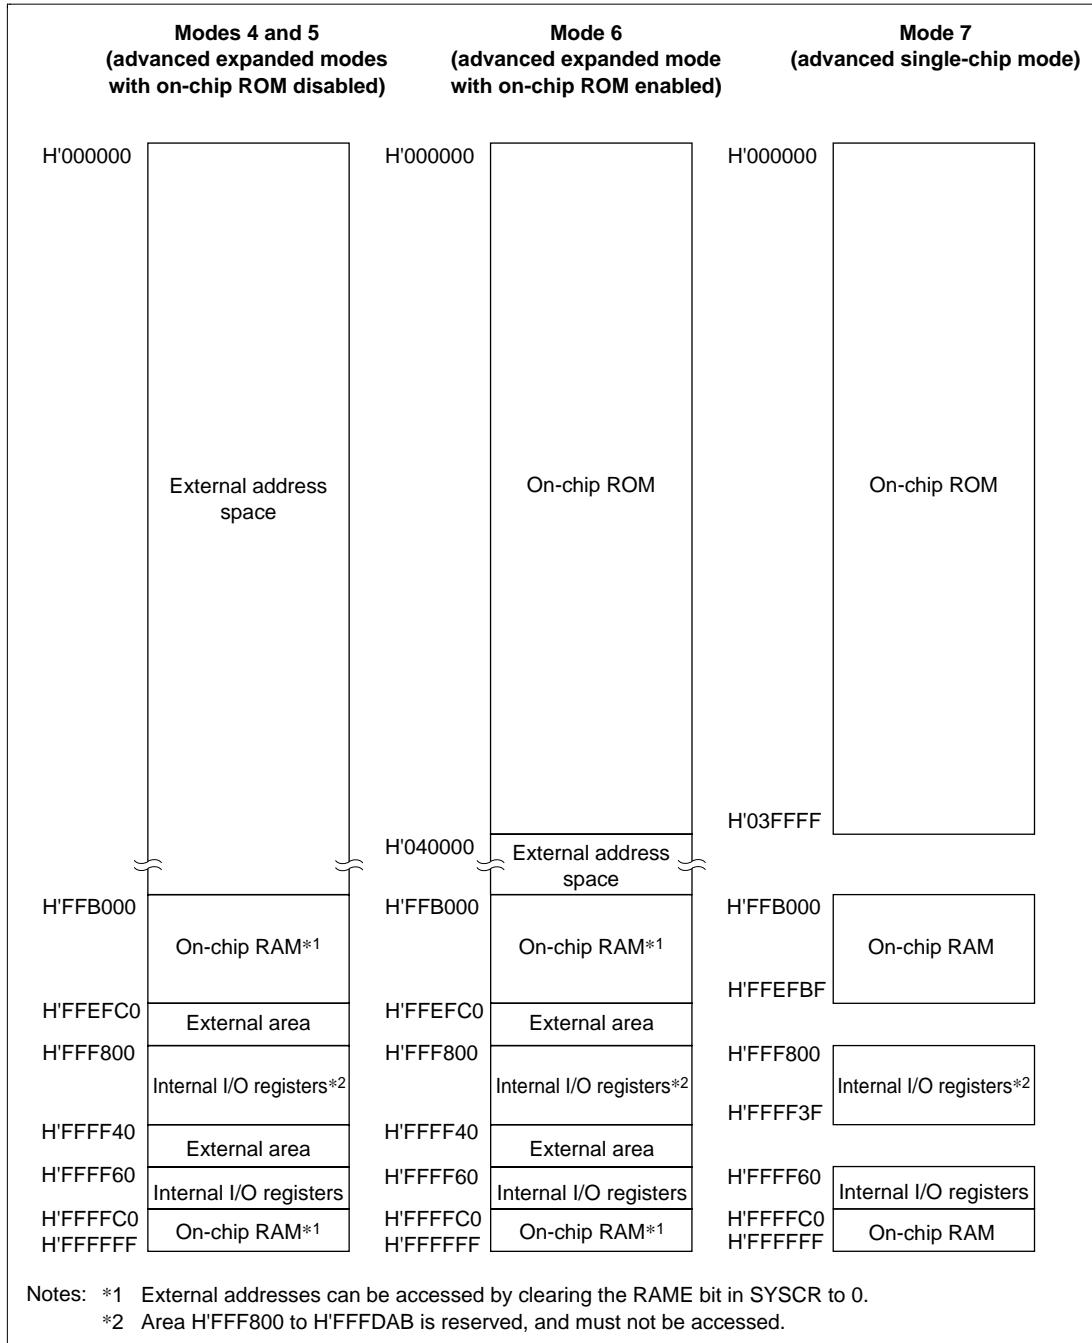 Modes 4 and 5
(advanced expanded modes
with on-chip ROM disabled)
Mode 6
(advanced expanded mode
with on-chip ROM enabled)
Mode 7
(advanced single-chip mode)
H'000000
External address
space
H'FFB000
On-chip RAM*1
H'FFEFC0
External area
H'FFF800
Internal I/O registers*2
H'FFFF40
External area
H'FFFF60
Internal I/O registers
H'FFFFC0
On-chip RAM*1
H'FFFFFF
H'000000
On-chip ROM
H'040000
External address
space
H'FFB000
On-chip RAM*1
H'FFEFC0
External area
H'FFF800
Internal I/O registers*2
H'FFFF40
External area
H'FFFF60
Internal I/O registers
H'FFFFC0
On-chip RAM*1
H'FFFFFF
H'000000
On-chip ROM
H'03FFFF
H'FFB000
On-chip RAM
H'FFEFBF
H'FFF800
Internal I/O registers*2
H'FFFF3F
H'FFFF60
Internal I/O registers
H'FFFFC0
On-chip RAM
H'FFFFFF
Notes: *1 External addresses can be accessed by clearing the RAME bit in SYSCR to 0.
*2 Area H'FFF800 to H'FFFDAB is reserved, and must not be accessed.